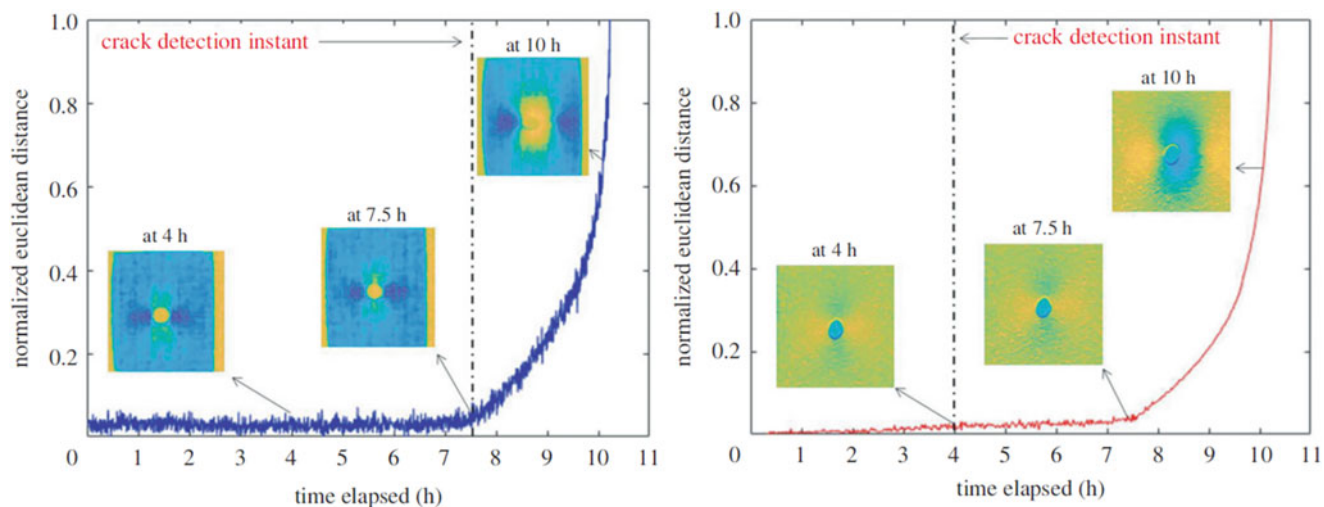 1.0
crack detection instant
at 10 h
0.8
normalized euclidean distance
0.6
at 7.5 h
at 4 h
0.4
0.2
0 1 2 3 4 5 6 7 8 9 10 11
time elapsed (h)
1.0
crack detection instant
at 10 h
0.8
normalized euclidean distance
0.6
at 7.5 h
at 4 h
0.4
0.2
0 1 2 3 4 5 6 7 8 9 10 11
time elapsed (h)